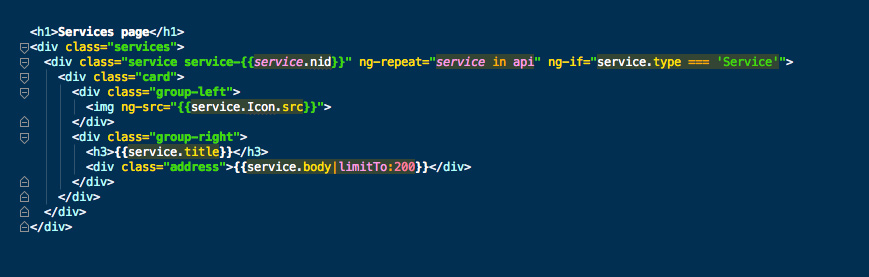 <h1>Services page</h1>
<div class="services">
<div class="service service-{{service.nid}}" ng-repeat="service in api" ng-if="service.type === 'Service'">
<div class="card">
<div class="group-left">
<img ng-src="{{service.Icon.src}}">
</div>
<div class="group-right">
<h3>{{service.title}}</h3>
<div class="address">{{service.body|limitTo:200}}</div>
</div>
</div>
</div>
</div>